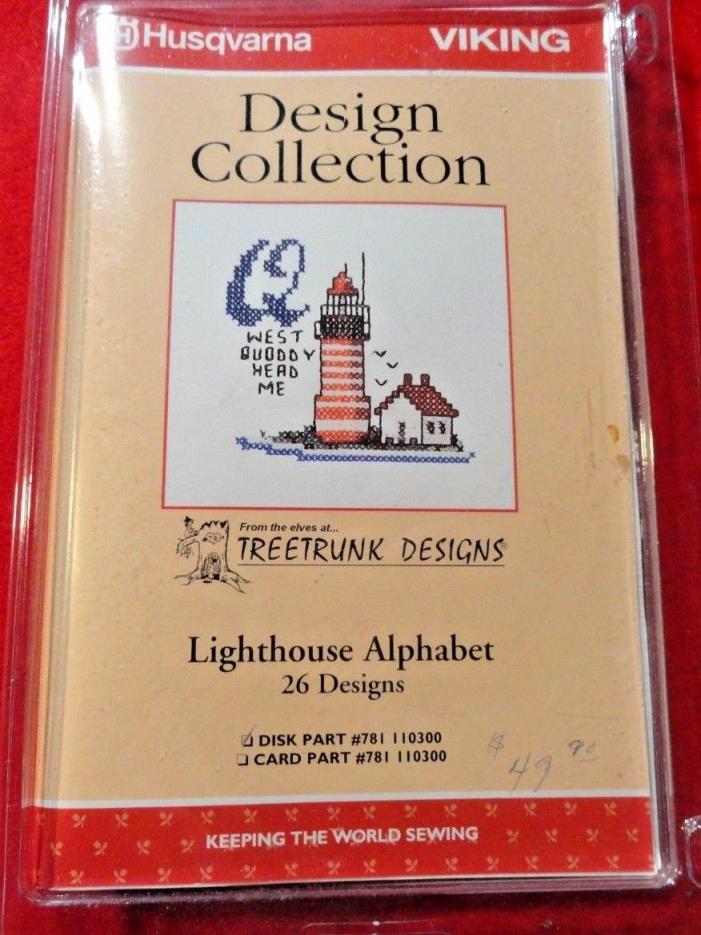 Husqvarna VIKING
Design
Collection
Q
WEST
QUODDY
HEAD
ME
From the elves at...
TREETRUNK DESIGNS
Lighthouse Alphabet
26 Designs
DISK PART #781 110300
CARD PART #781 110300
$ 49 90
KEEPING THE WORLD SEWING